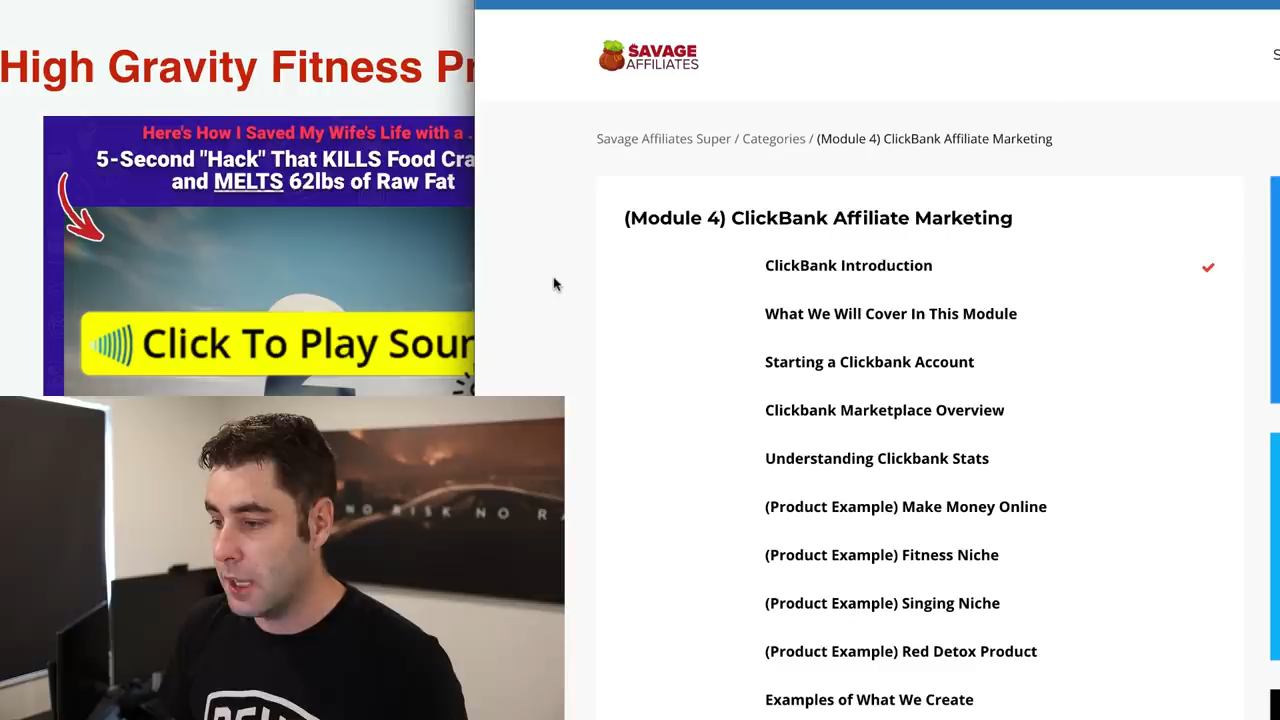 High Gravity Fitness
Here's How I Saved My Wife's Life with a ..
5-Second "Hack" That KILLS Food
and MELTS 62lbs of Raw Fat
Click To Play
SAVAGE
AFFILIATES
Savage Affiliates Super / Categories / (Module 4) ClickBank Affiliate Marketing
(Module 4) ClickBank Affiliate Marketing
ClickBank Introduction
What We Will Cover In This Module
Starting a Clickbank Account
Clickbank Marketplace Overview
Understanding Clickbank Stats
(Product Example) Make Money Online
(Product Example) Fitness Niche
(Product Example) Singing Niche
(Product Example) Red Detox Product
Examples of What We Create
NO RISK NO